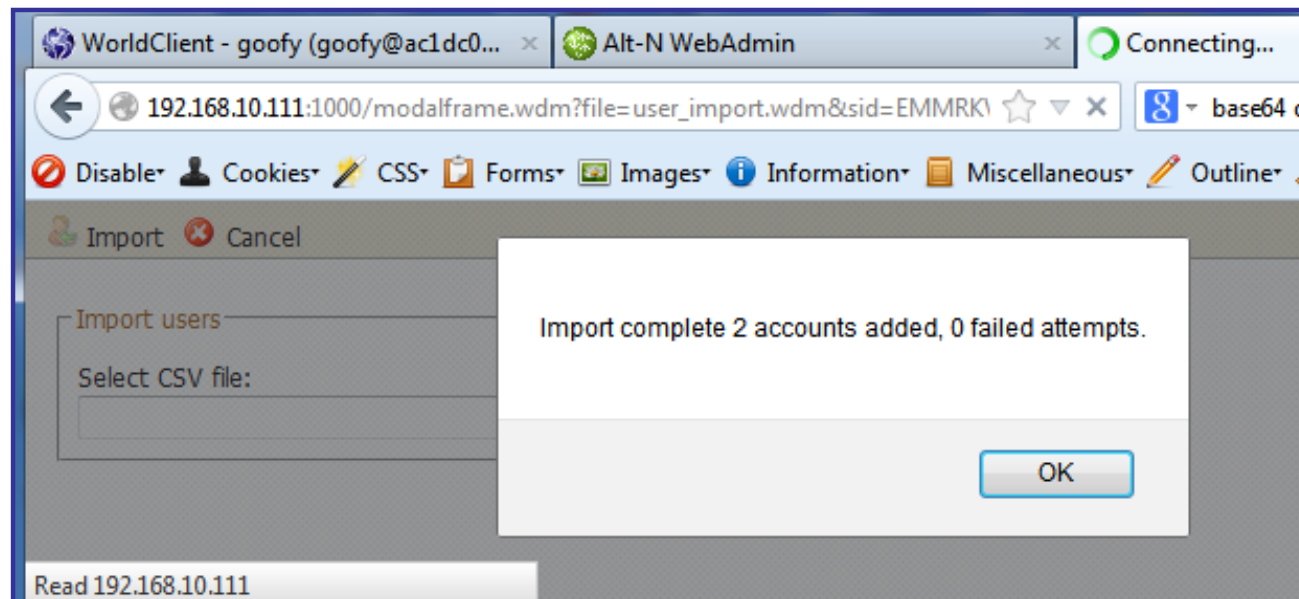 WorldClient - goofy (goofy@ac1dc0... Alt-N WebAdmin Connecting...
192.168.10.111:1000/modalframe.wdm?file=user_import.wdm&sid=EMMRK base64
Disable Cookies CSS Forms Images Information Miscellaneous Outline
Import Cancel
Import users
Import complete 2 accounts added, 0 failed attempts.
Select CSV file:
OK
Read 192.168.10.111